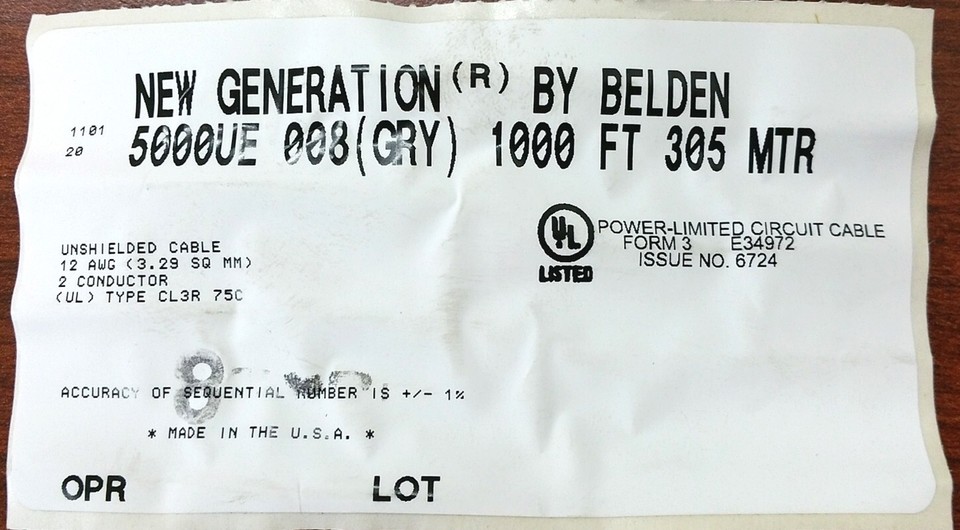 NEW GENERATION(R) BY BELDEN
1101
5000UE 008(GRY) 1000 FT 305 MTR
20
UL
LISTED
POWER-LIMITED CIRCUIT CABLE
FORM 3 E34972
ISSUE NO. 6724
UNSHIELDED CABLE
12 AWG (3.29 SQ MM)
2 CONDUCTOR
(UL) TYPE CL3R 75C
8
ACCURACY OF SEQUENTIAL NUMBER IS +/- 1%
* MADE IN THE U.S.A. *
OPR LOT